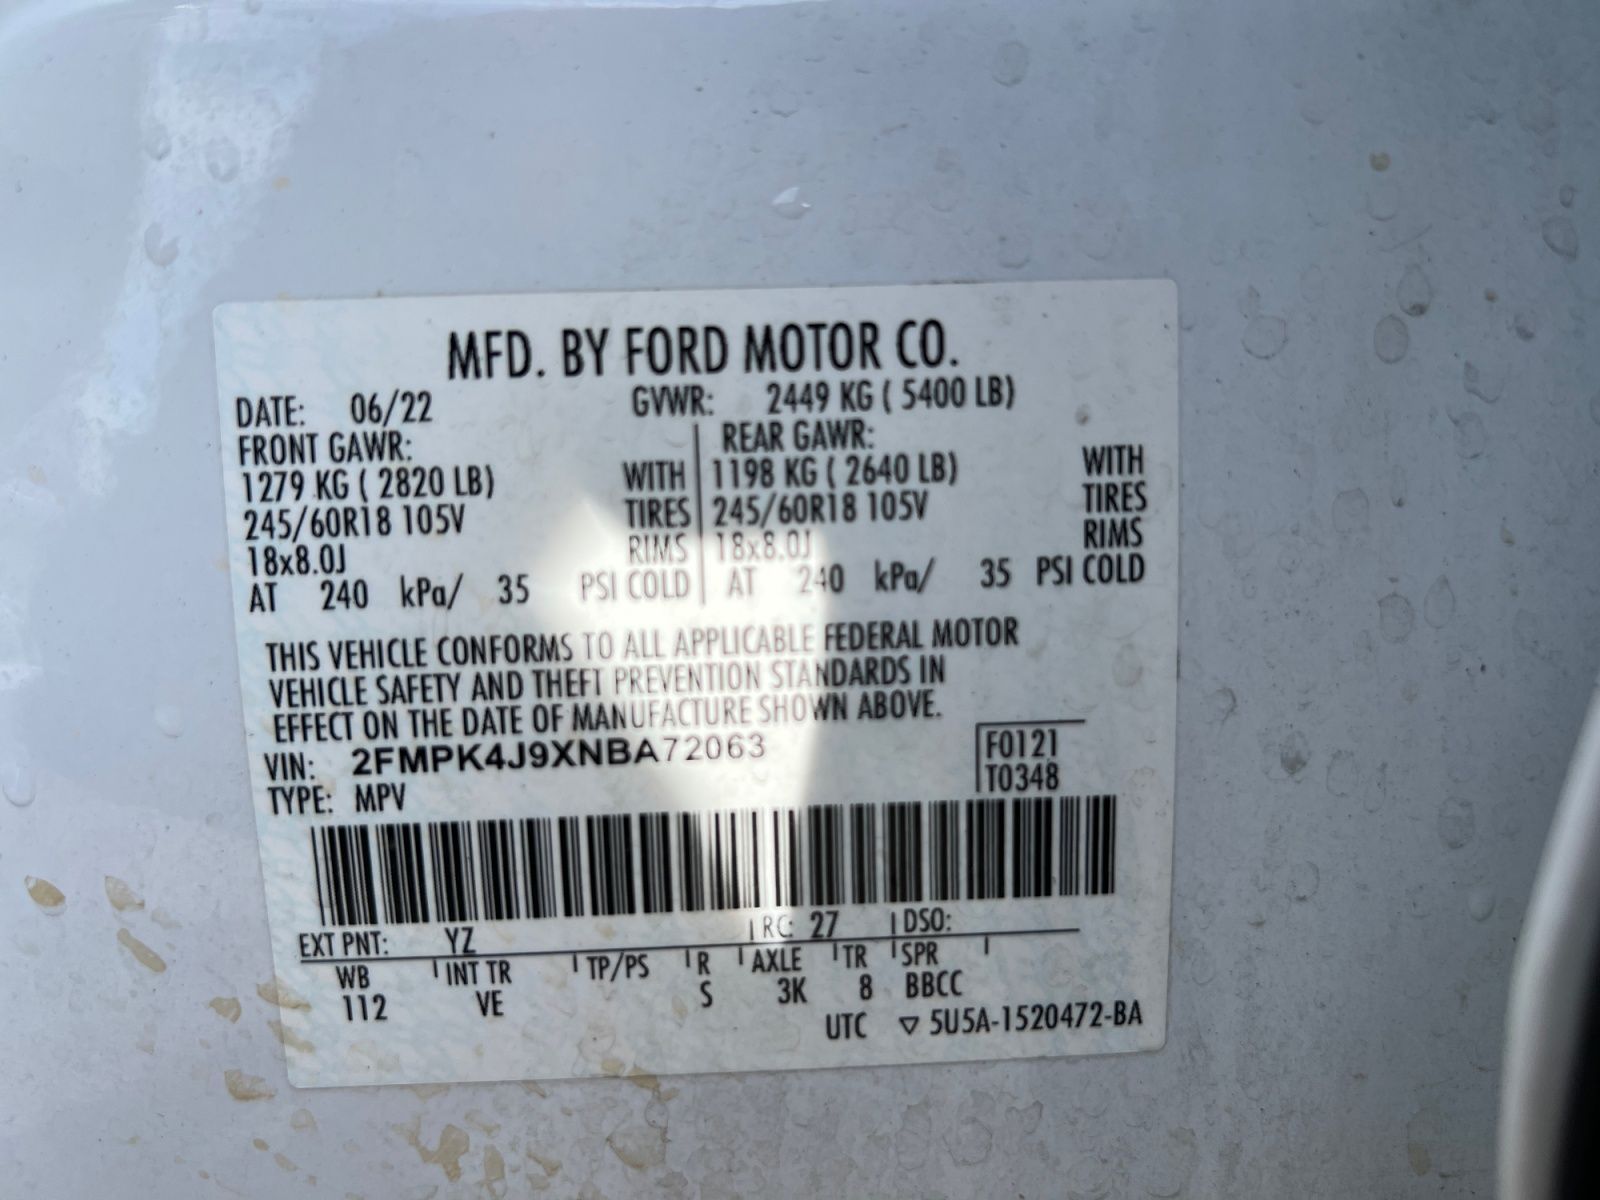 MFD. BY FORD MOTOR CO.
DATE: 06/22 GVWR: 2449 KG ( 5400 LB)
FRONT GAWR: REAR GAWR:
1279 KG ( 2820 LB) WITH 1198 KG ( 2640 LB) WITH
245/60R18 105V TIRES 245/60R18 105V TIRES
18x8.0J RIMS 18x8.0J RIMS
AT 240 kPa/ 35 PSI COLD AT 240 kPa/ 35 PSI COLD
THIS VEHICLE CONFORMS TO ALL APPLICABLE FEDERAL MOTOR
VEHICLE SAFETY AND THEFT PREVENTION STANDARDS IN
EFFECT ON THE DATE OF MANUFACTURE SHOWN ABOVE.
VIN: 2FMPK4J9XNBA72063 F0121
TYPE: MPV T0348
EXT PNT: YZ RC: 27 DSO:
WB INT TR TP/PS R AXLE TR SPR
112 VE S 3K 8 BBCC
UTC ▽ 5U5A-1520472-BA